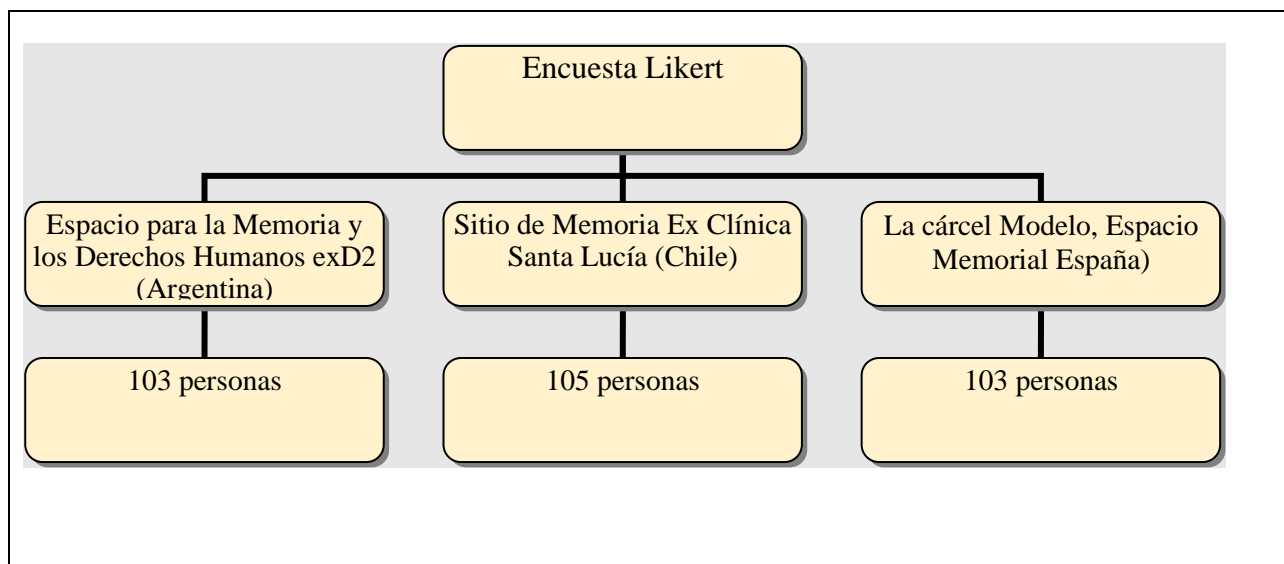 Encuesta Likert
Espacio para la Memoria y
los Derechos Humanos exD2
(Argentina)
Sitio de Memoria Ex Clínica
Santa Lucía (Chile)
La cárcel Modelo, Espacio
Memorial España)
103 personas
105 personas
103 personas